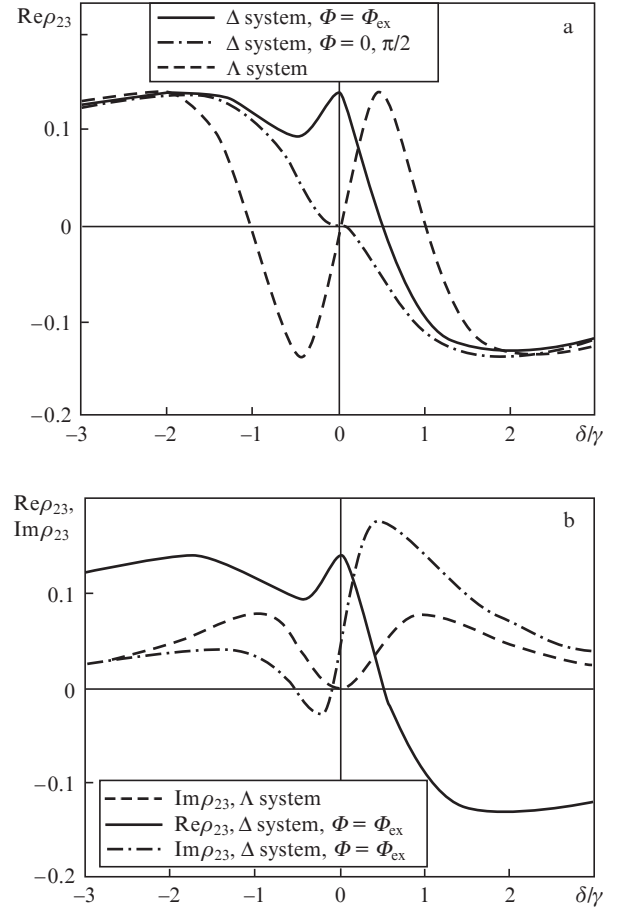 Reρ₂₃
a
Δ system, Φ = Φₑₓ
Δ system, Φ = 0, π/2
Λ system
0.1
0
−0.1
−0.2
−3 −2 −1 0 1 2 δ/γ
Reρ₂₃,
Imρ₂₃
b
0.1
0
−0.1
Imρ₂₃, Λ system
Reρ₂₃, Δ system, Φ = Φₑₓ
Imρ₂₃, Δ system, Φ = Φₑₓ
−0.2
−3 −2 −1 0 1 2 δ/γ